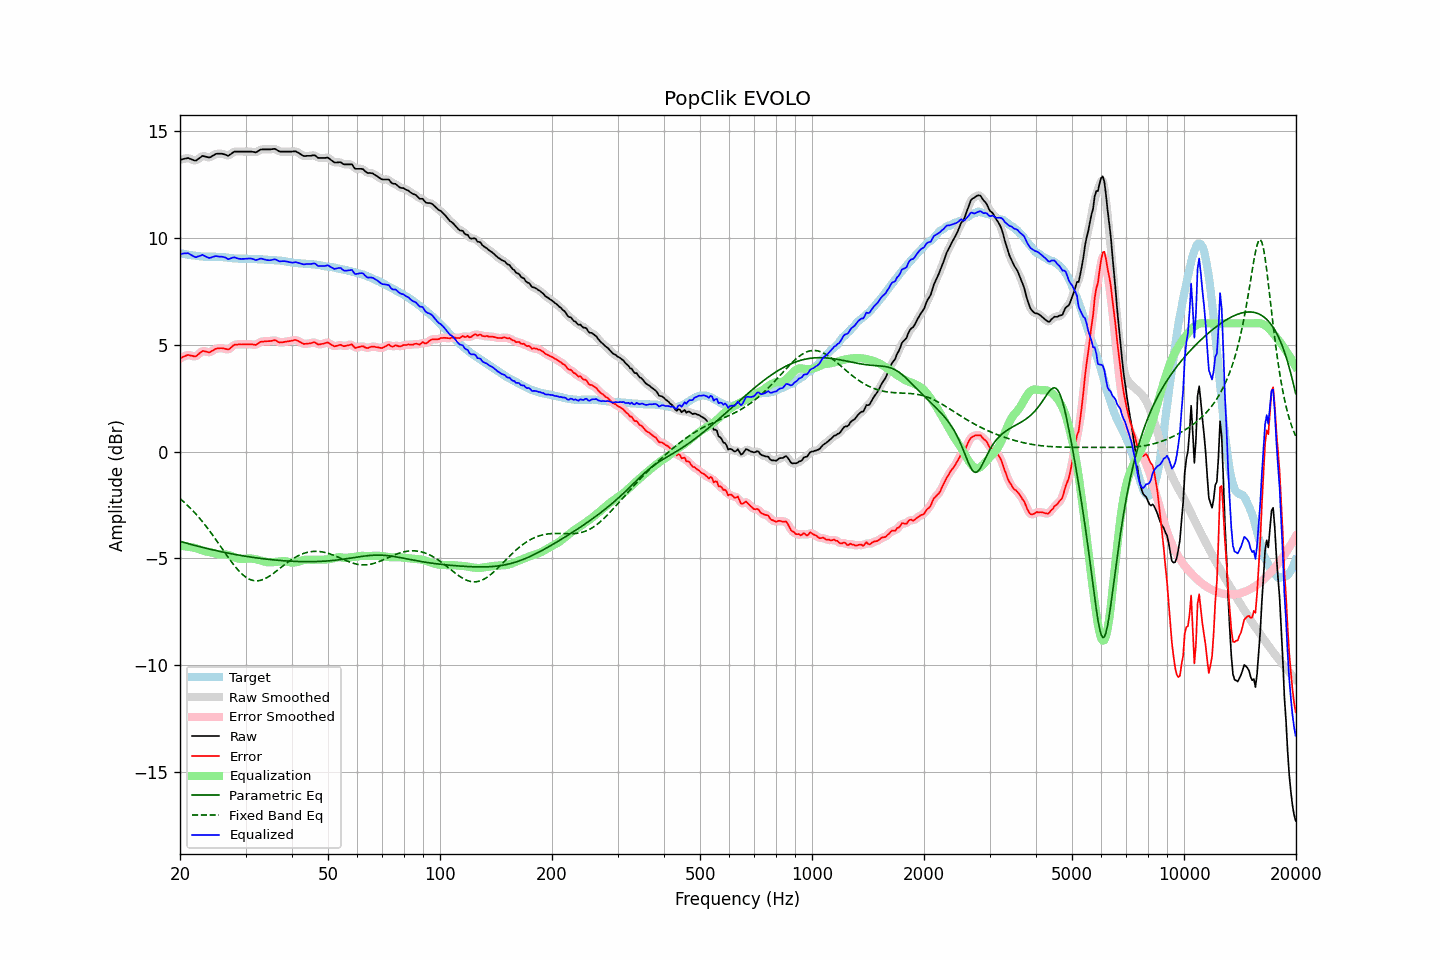 PopClik EVOLO
15
10
5
0
−5
−10
−15
Amplitude (dBr)
Target
Raw Smoothed
Error Smoothed
Raw
Error
Equalization
Parametric Eq
Fixed Band Eq
Equalized
20
50
100
200
500
1000
2000
5000
10000
20000
Frequency (Hz)